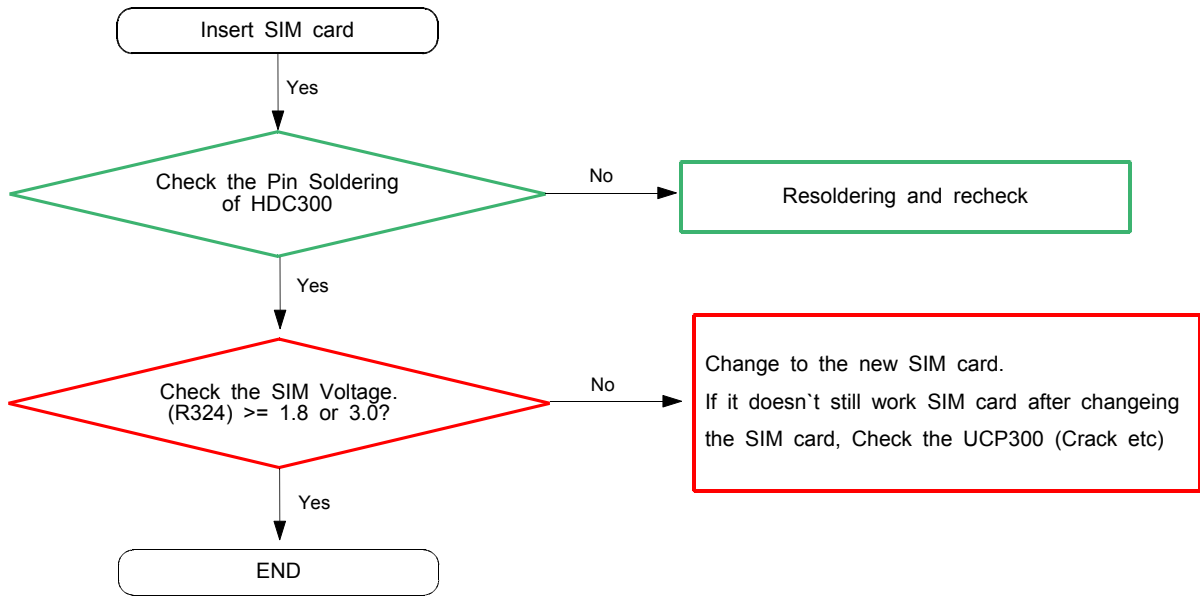 Insert SIM card
Yes
Check the Pin Soldering
of HDC300
No
Resoldering and recheck
Yes
Check the SIM Voltage.
(R324) >= 1.8 or 3.0?
No
Change to the new SIM card.
If it doesn`t still work SIM card after changeing
the SIM card, Check the UCP300 (Crack etc)
Yes
END